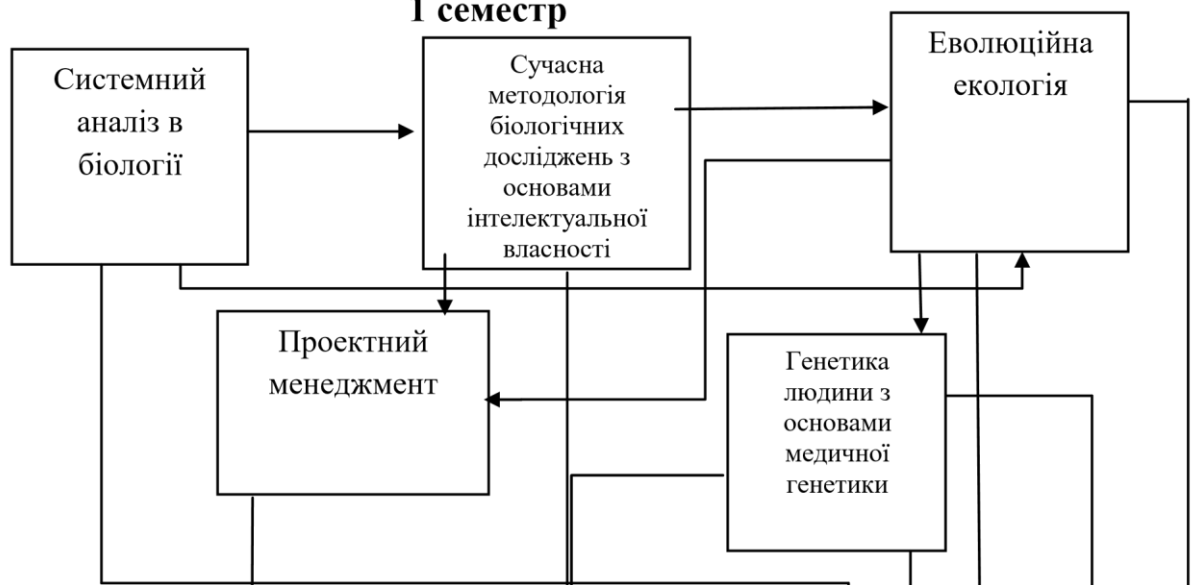 1 семестр
Системний
аналіз в
біології
Сучасна
методологія
біологічних
досліджень з
основами
інтелектуальної
власності
Еволюційна
екологія
Проектний
менеджмент
Генетика
людини з
основами
медичної
генетики